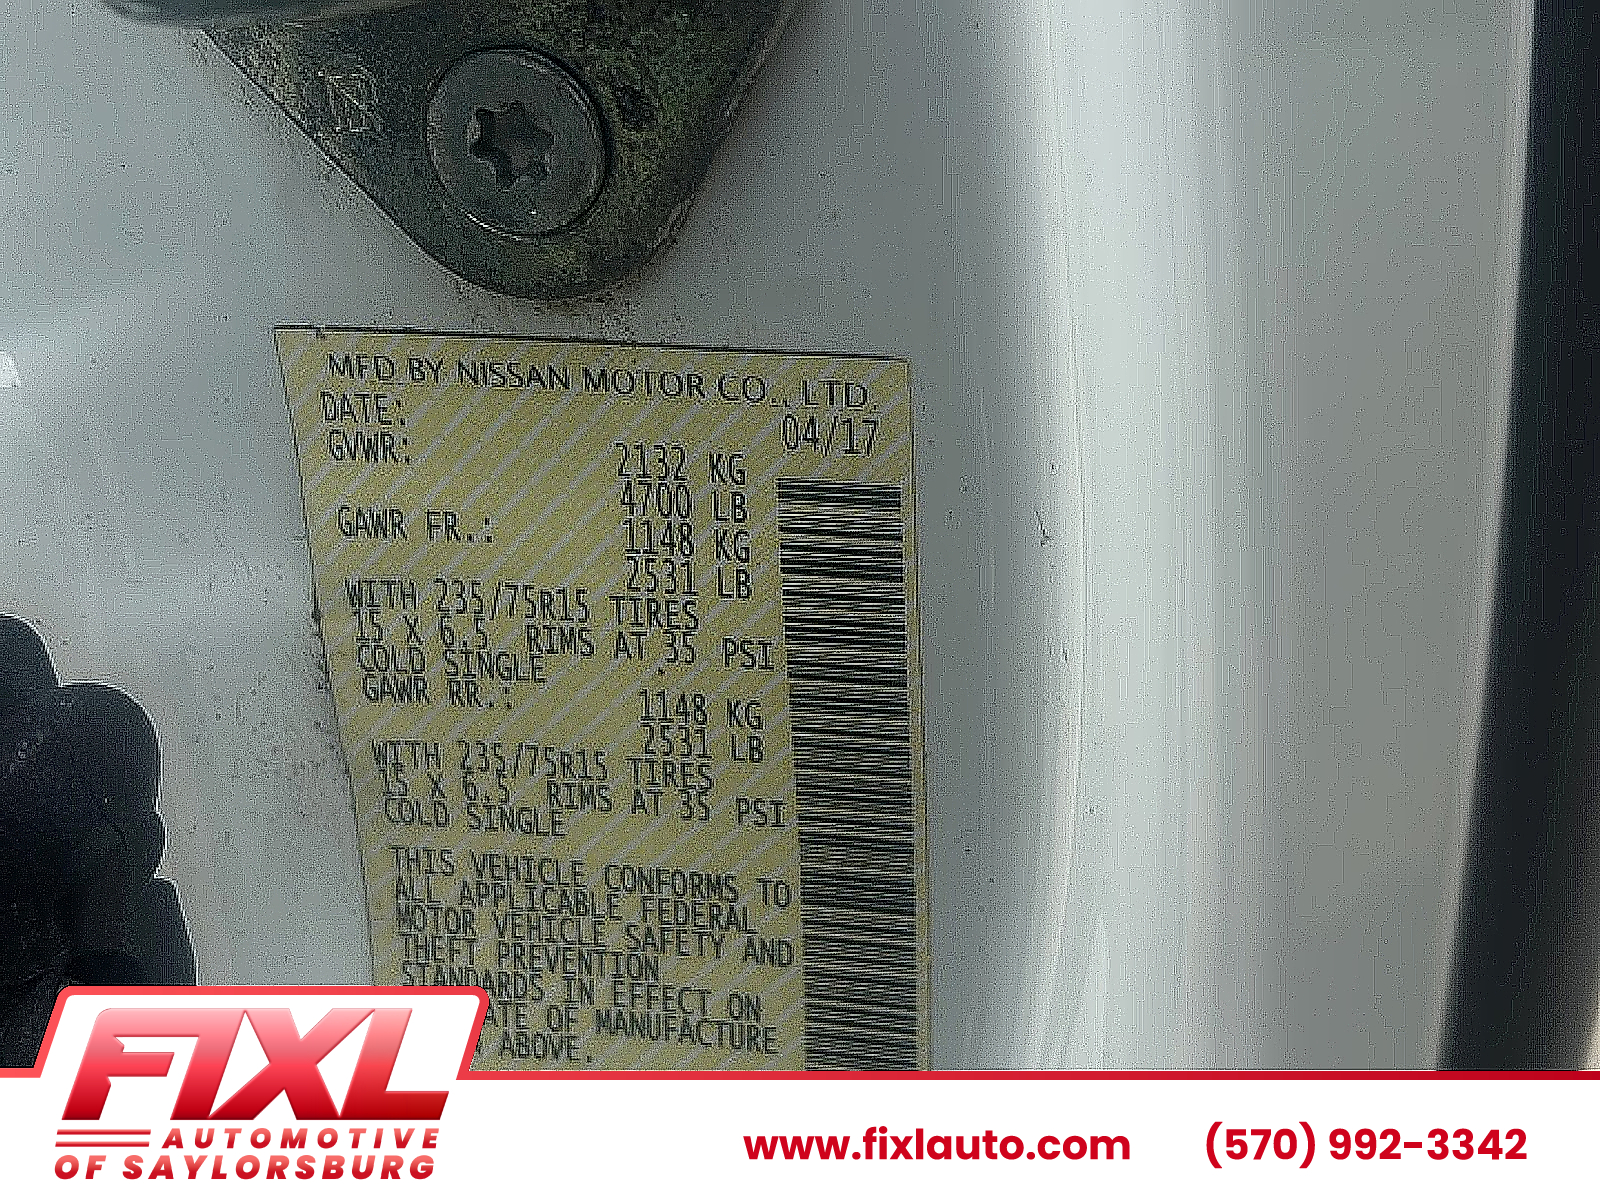 MFD BY NISSAN MOTOR CO., LTD.
DATE: 04/17
GVWR: 2132 KG
4700 LB
GAWR FR.: 1148 KG
2531 LB
WITH 235/75R15 TIRES
15 X 6.5 RIMS AT 35 PSI
COLD SINGLE
GAWR RR.: 1148 KG
2531 LB
WITH 235/75R15 TIRES
15 X 6.5 RIMS AT 35 PSI
COLD SINGLE
THIS VEHICLE CONFORMS TO
ALL APPLICABLE FEDERAL
MOTOR VEHICLE SAFETY AND
THEFT PREVENTION
STANDARDS IN EFFECT ON
ATE OF MANUFACTURE
ABOVE.
FIXL
AUTOMOTIVE
OF SAYLORSBURG
www.fixlauto.com (570) 992-3342